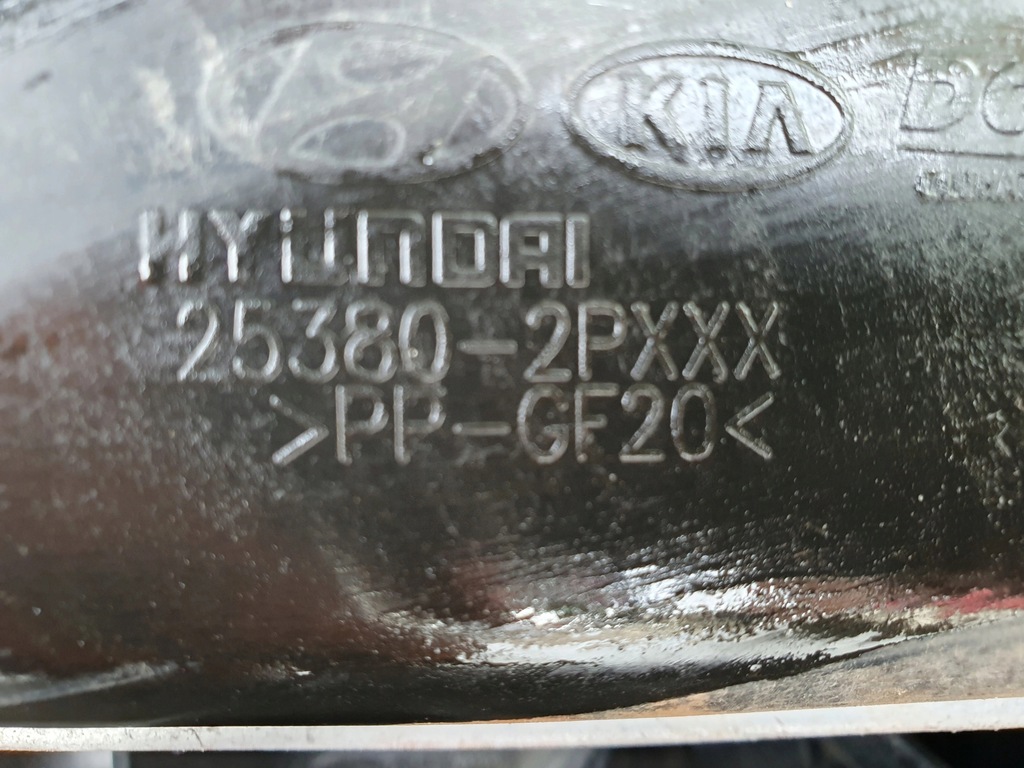 KIA
HYUNDAI
25380-2PXXX
>PP-GF20<